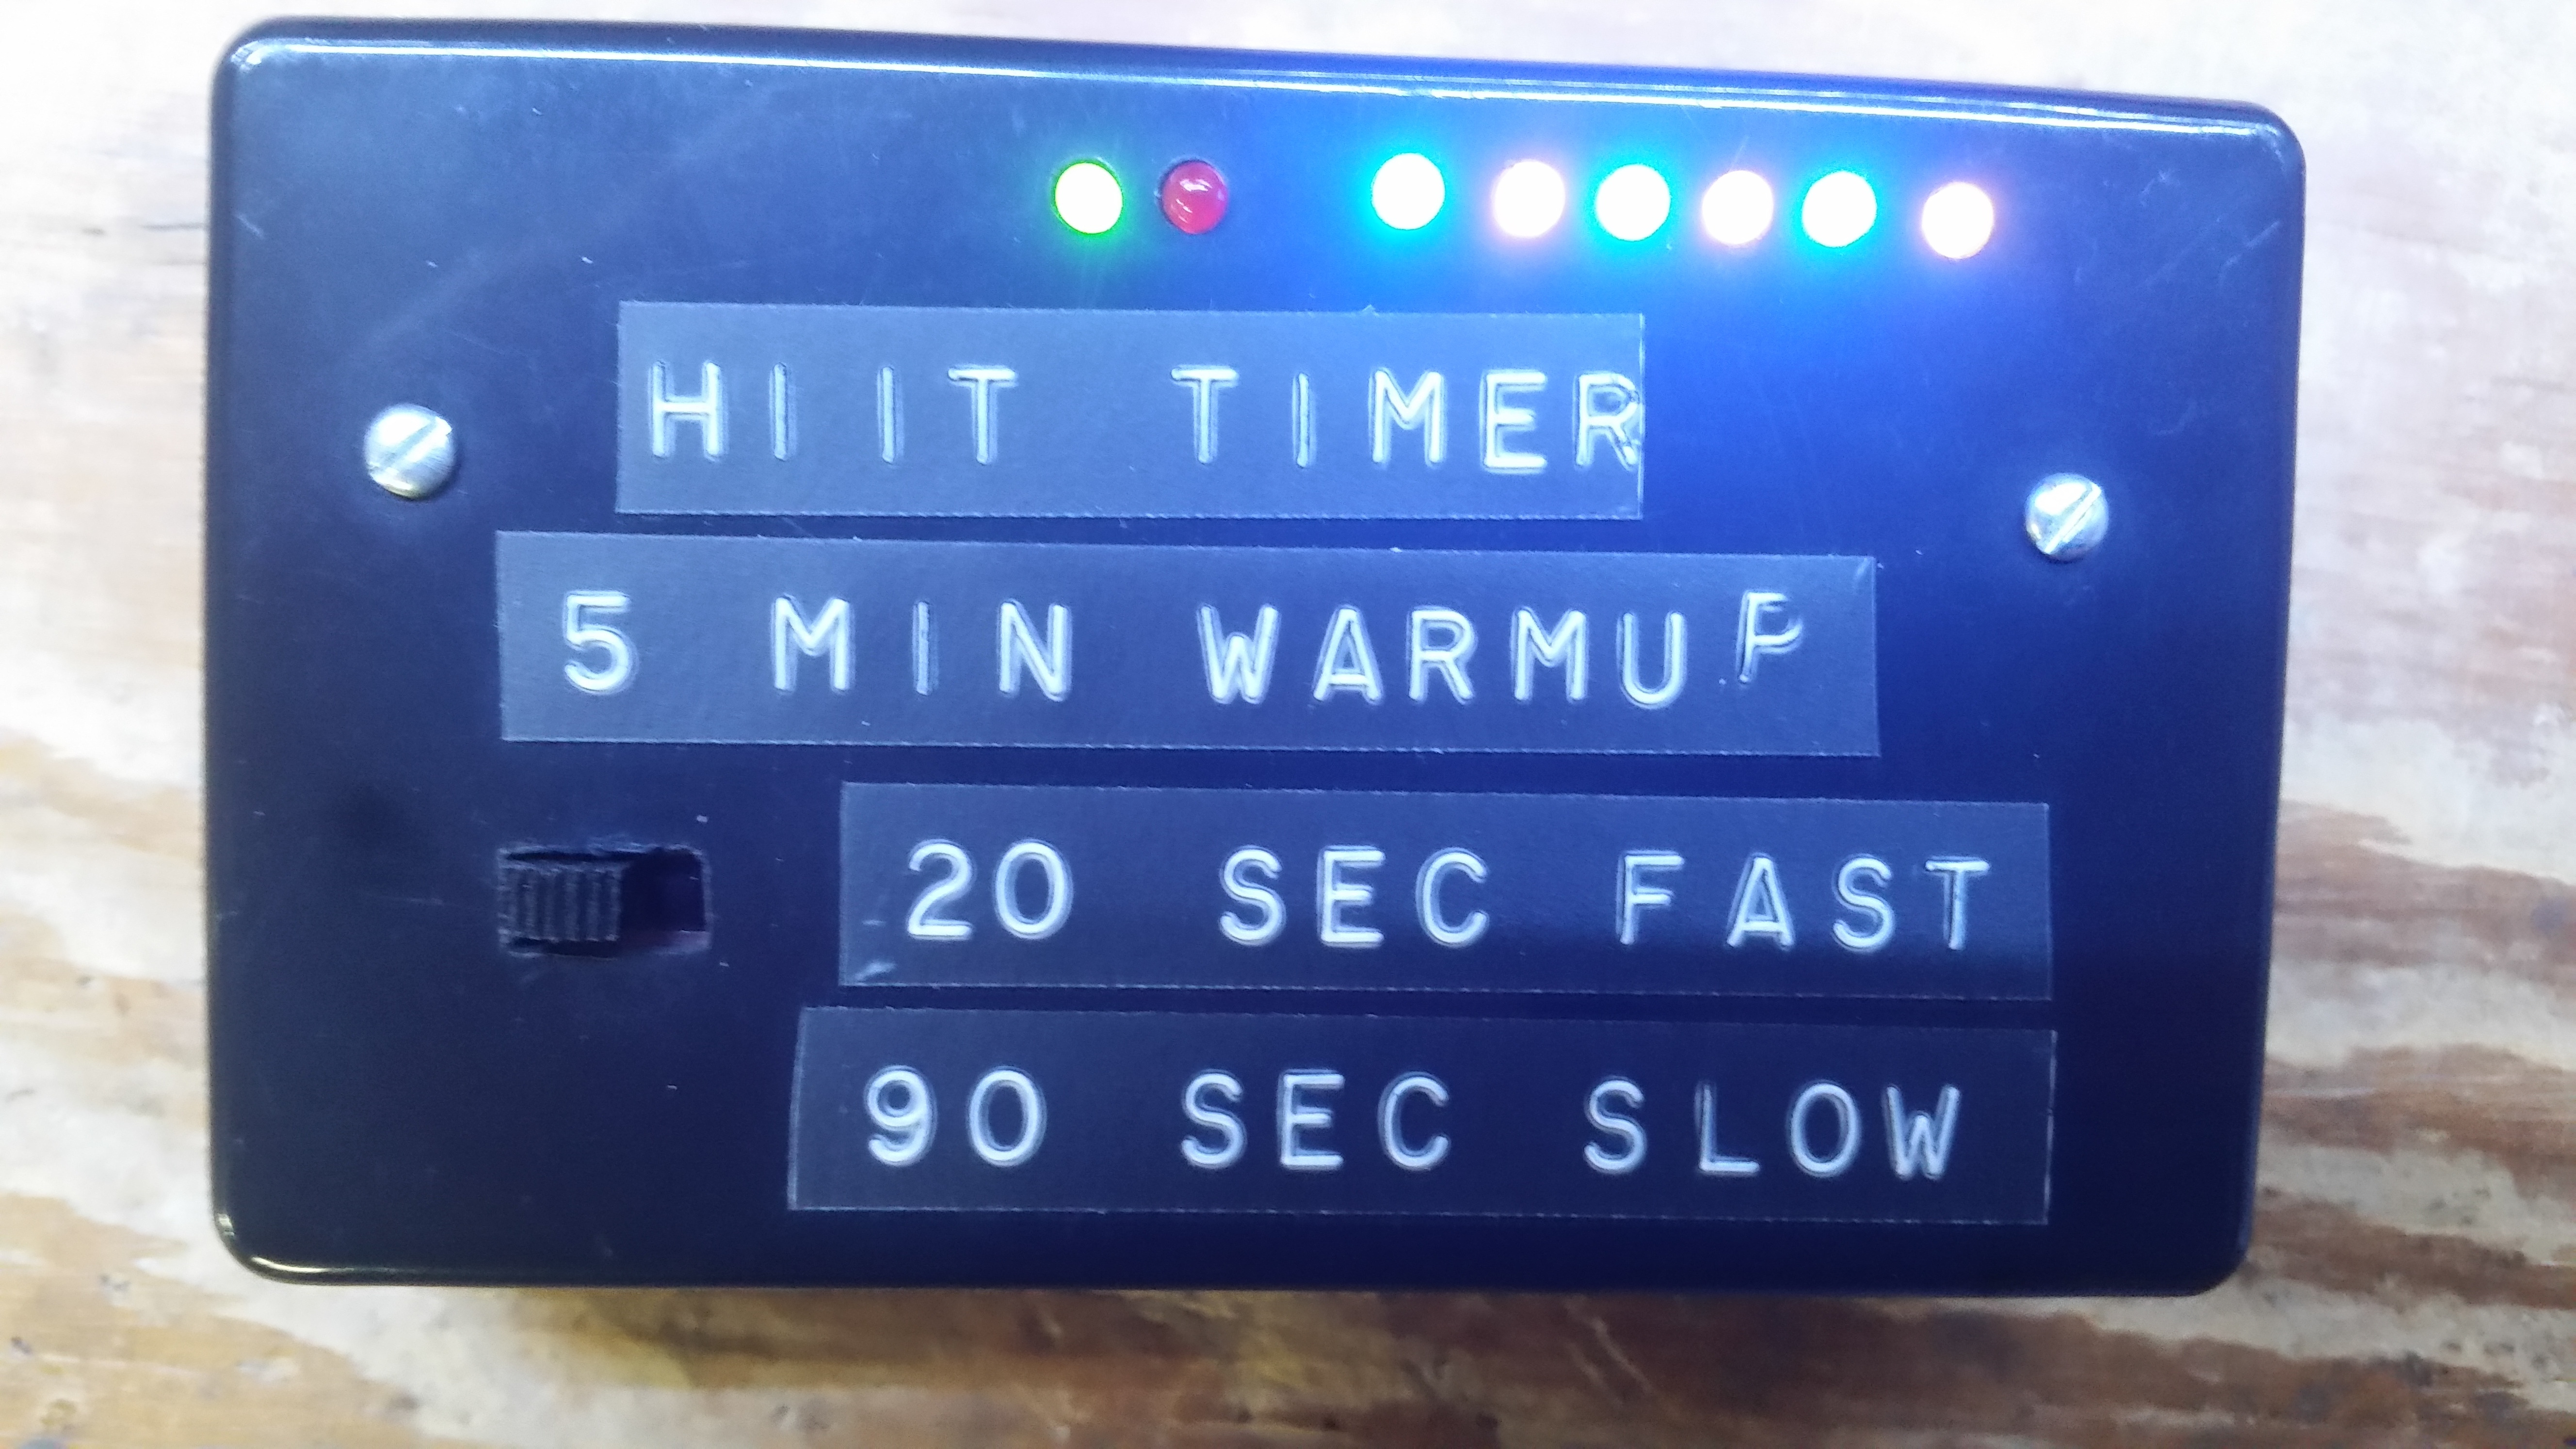 HIIT TIMER
5 MIN WARMUP
20 SEC FAST
90 SEC SLOW